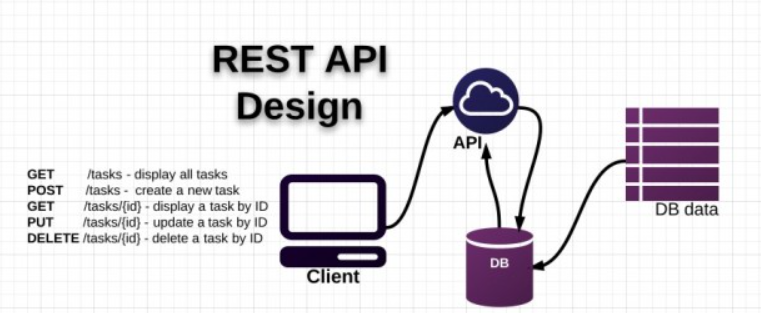 REST API
Design
API
GET /tasks - display all tasks
POST /tasks - create a new task
GET /tasks/{id} - display a task by ID
PUT /tasks/{id} - update a task by ID
DELETE /tasks/{id} - delete a task by ID
Client
DB
DB data